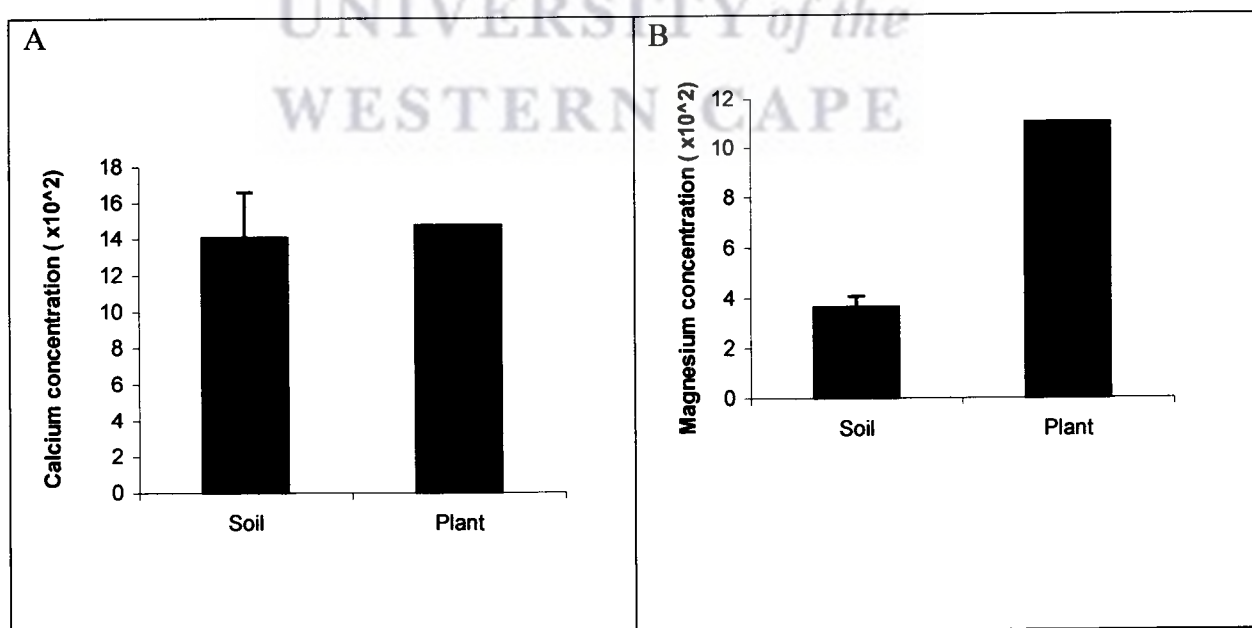 UNIVERSITY of the
WESTERN CAPE
A
Calcium concentration ( x10^2)
18
16
14
12
10
8
6
4
2
0
Soil Plant
B
Magnesium concentration ( x10^2)
12
10
8
6
4
2
0
Soil Plant